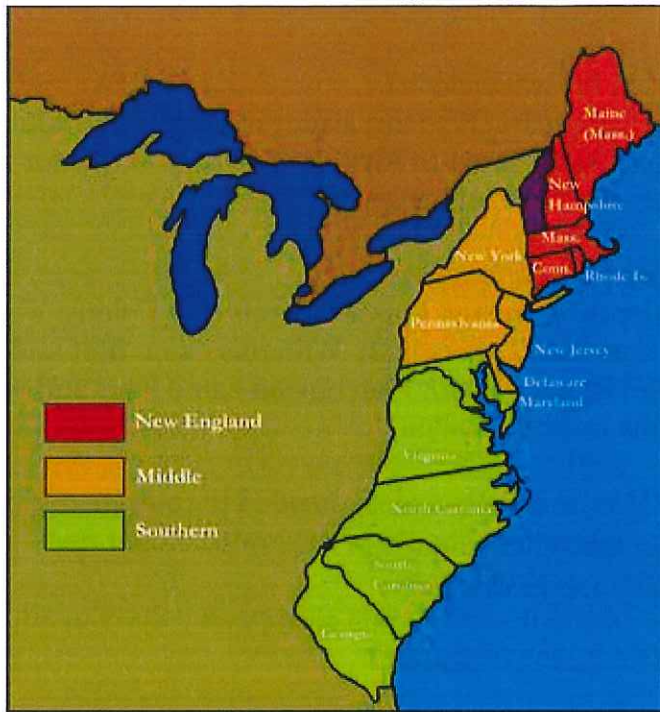 Maine
(Mass.)
New
Hampshire
Mass.
New York
Conn.
Rhode Is.
Pennsylvania
New Jersey
Delaware
Maryland
New England
Middle
Virginia
North Carolina
Southern
South
Carolina
Georgia